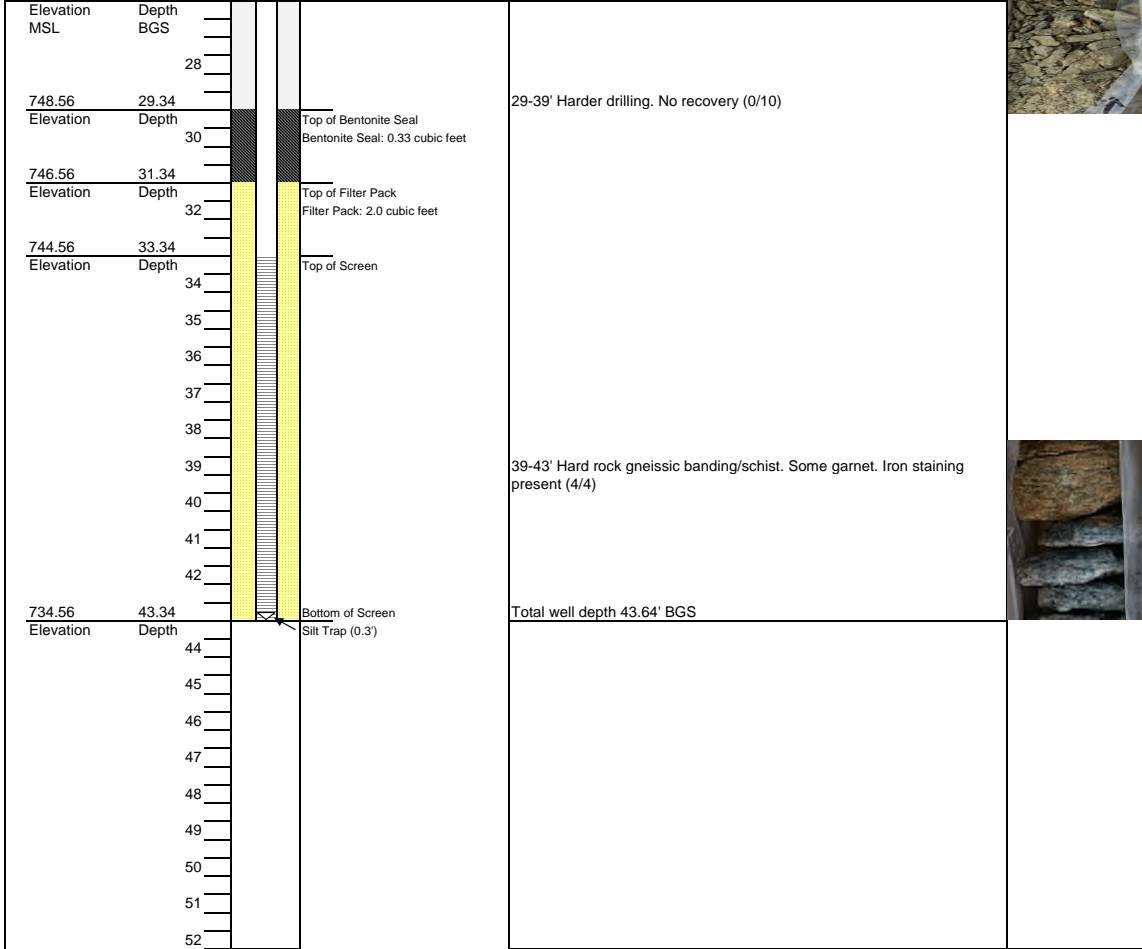 Elevation Depth
MSL BGS
28
748.56 29.34 29-39' Harder drilling. No recovery (0/10)
Elevation Depth Top of Bentonite Seal
30 Bentonite Seal: 0.33 cubic feet
746.56 31.34
Elevation Depth Top of Filter Pack
32 Filter Pack: 2.0 cubic feet
744.56 33.34
Elevation Depth Top of Screen
34
35
36
37
38
39 39-43' Hard rock gneissic banding/schist. Some garnet. Iron staining
present (4/4)
40
41
42
734.56 43.34 Bottom of Screen Total well depth 43.64' BGS
Elevation Depth Silt Trap (0.3')
44
45
46
47
48
49
50
51
52